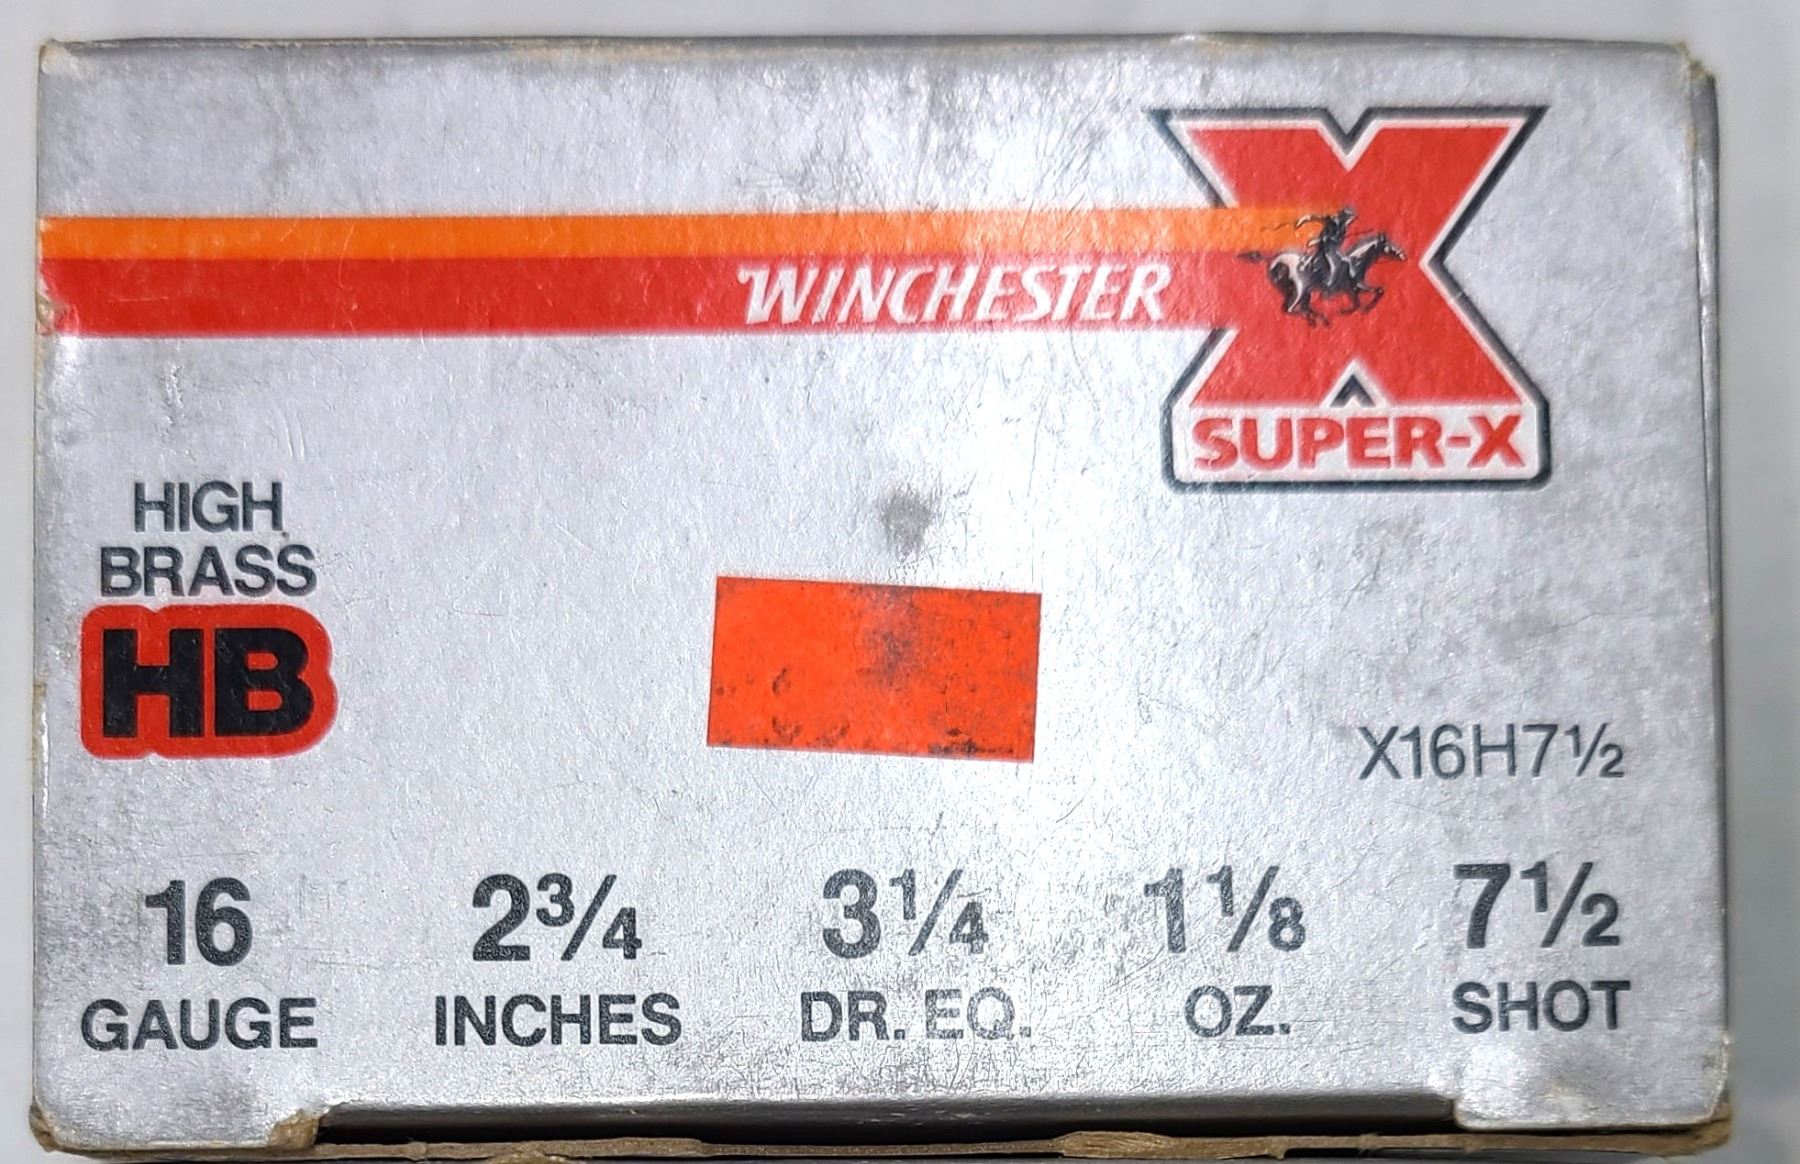 WINCHESTER
SUPER-X
HIGH
BRASS
HB
X16H7½
16 2¾ 3¼ 1⅛ 7½
GAUGE INCHES DR. EQ. OZ. SHOT